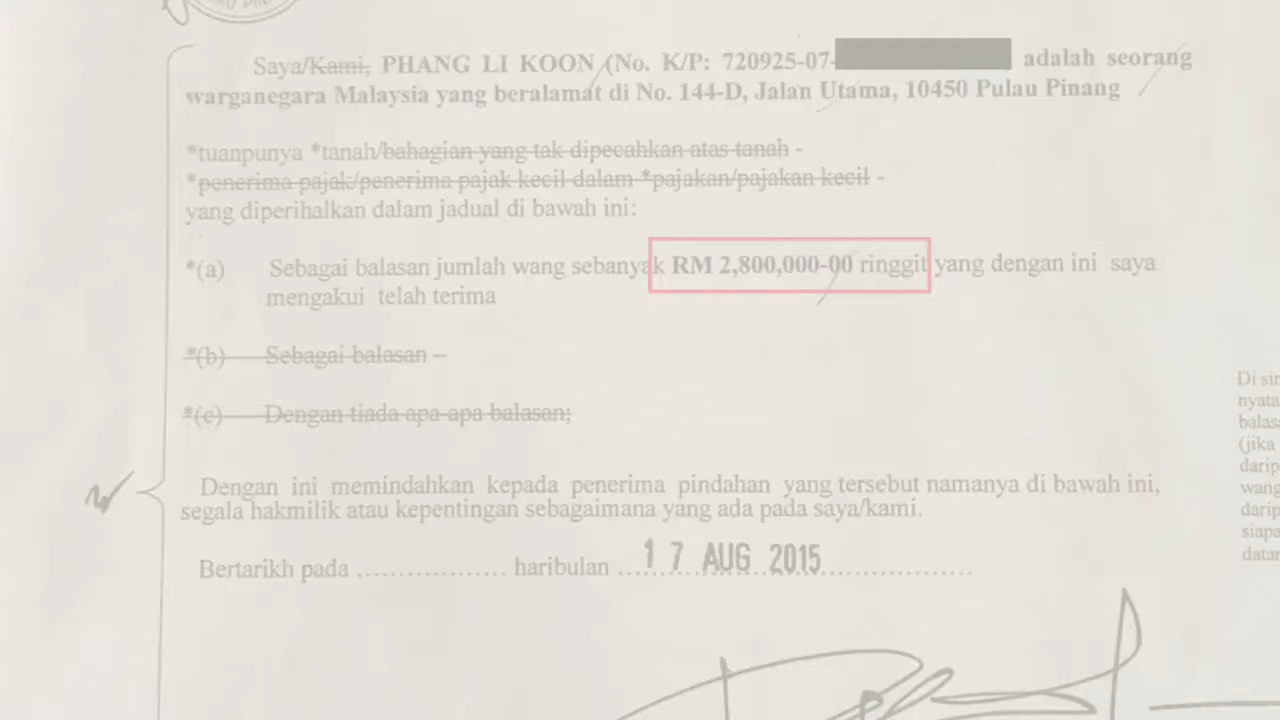 Saya/Kami, PHANG LI KOON (No. K/P: 720925-07- adalah seorang
warganegara Malaysia yang beralamat di No. 144-D, Jalan Utama, 10450 Pulau Pinang
*tuanpunya *tanah/bahagian yang tak dipecahkan atas tanah -
*penerima pajak/penerima pajak kecil dalam *pajakan/pajakan kecil -
yang diperihalkan dalam jadual di bawah ini:
*(a) Sebagai balasan jumlah wang sebanyak RM 2,800,000-00 ringgit yang dengan ini saya
mengakui telah terima
*(b) Sebagai balasan –
*(c) Dengan tiada apa-apa balasan;
Dengan ini memindahkan kepada penerima pindahan yang tersebut namanya di bawah ini,
segala hakmilik atau kepentingan sebagaimana yang ada pada saya/kami.
Bertarikh pada ................ haribulan ...17 AUG 2015...................
Di
nyata
(jika
wang